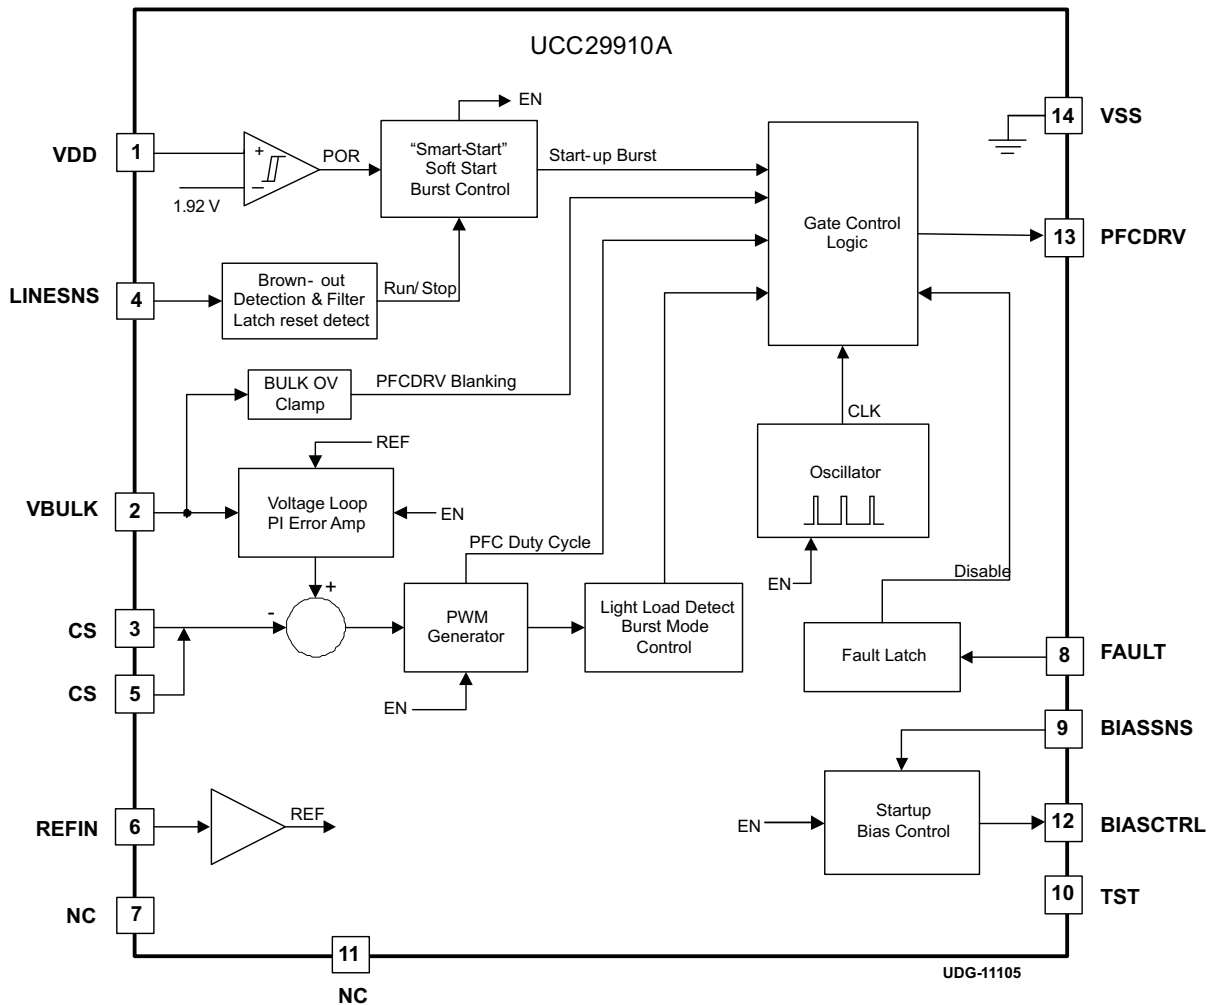 UCC29910A
EN
VDD
1
+
−
1.92 V
POR
“Smart-Start”
Soft Start
Burst Control
Start-up Burst
Gate Control
Logic
14
VSS
13
PFCDRV
LINESNS
4
Brown- out
Detection & Filter
Latch reset detect
Run/ Stop
BULK OV
Clamp
PFCDRV Blanking
CLK
REF
Oscillator
VBULK
2
Voltage Loop
PI Error Amp
EN
PFC Duty Cycle
EN
Disable
+
-
CS
3
PWM
Generator
Light Load Detect
Burst Mode
Control
Fault Latch
8
FAULT
CS
5
EN
9
BIASSNS
REFIN
6
REF
EN
Startup
Bias Control
12
BIASCTRL
10
TST
NC
7
11
NC
UDG-11105